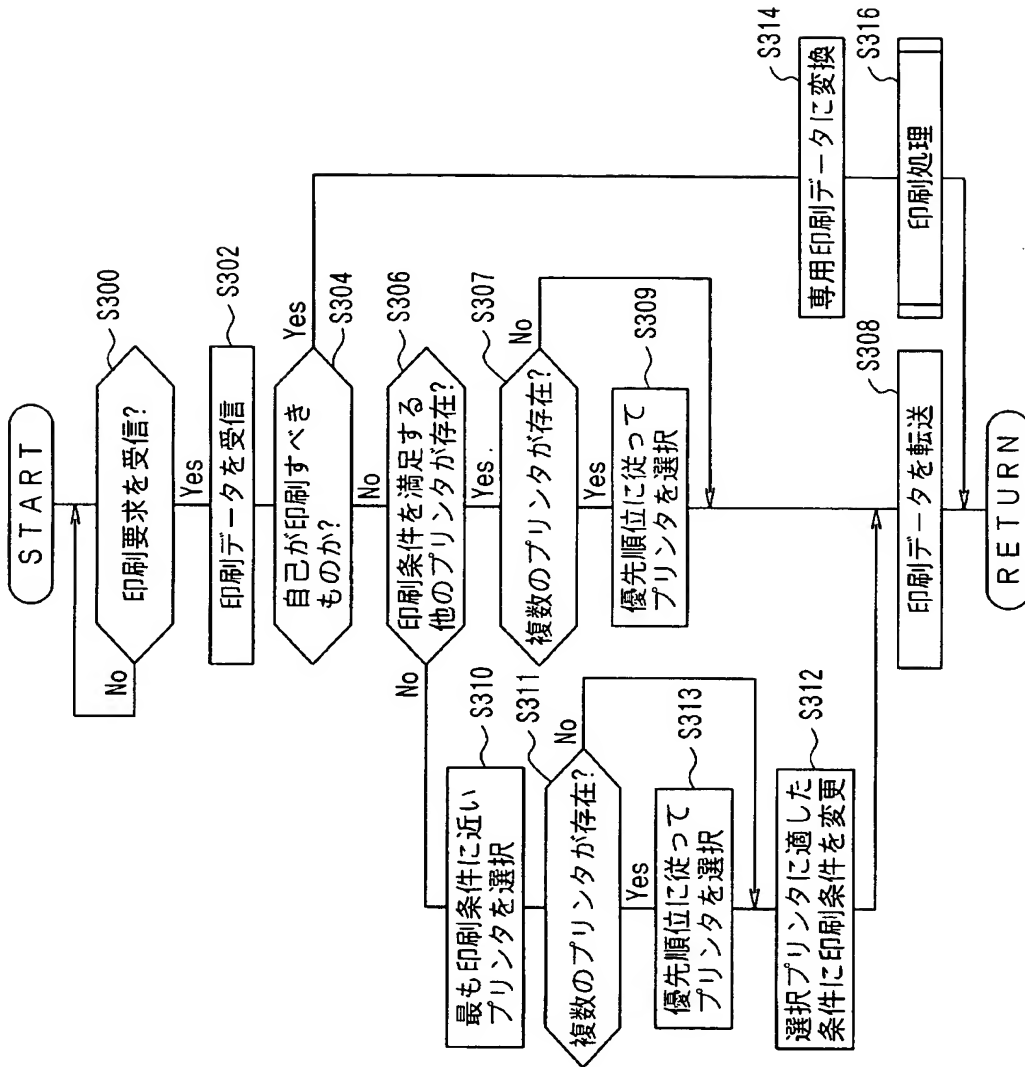 START
S300
印刷要求を受信?
No
Yes
S302
印刷データを受信
S304
自己が印刷すべき
ものか?
Yes
No
S306
印刷条件を満足する
他のプリンタが存在?
No
Yes.
S307
複数のプリンタが存在?
No
Yes
S309
優先順位に従って
プリンタを選択
S310
最も印刷条件に近い
プリンタを選択
S311
複数のプリンタが存在?
No
Yes
S313
優先順位に従って
プリンタを選択
S312
選択プリンタに適した
条件に印刷条件を変更
S314
専用印刷データに変換
S316
印刷処理
S308
印刷データを転送
RETURN